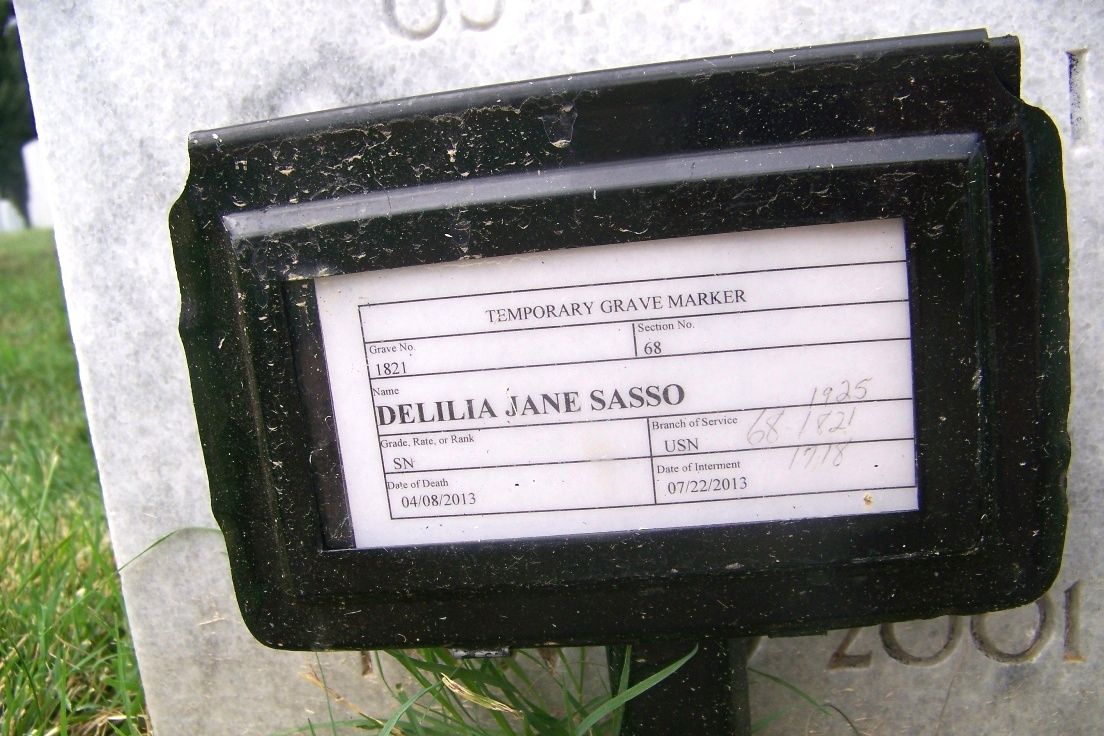 TEMPORARY GRAVE MARKER
Grave No.
1821
Section No.
68
Name
DELILIA JANE SASSO
1925
Grade, Rate, or Rank
SN
Branch of Service
USN
68-1821
Date of Death
04/08/2013
Date of Interment
07/22/2013
2001